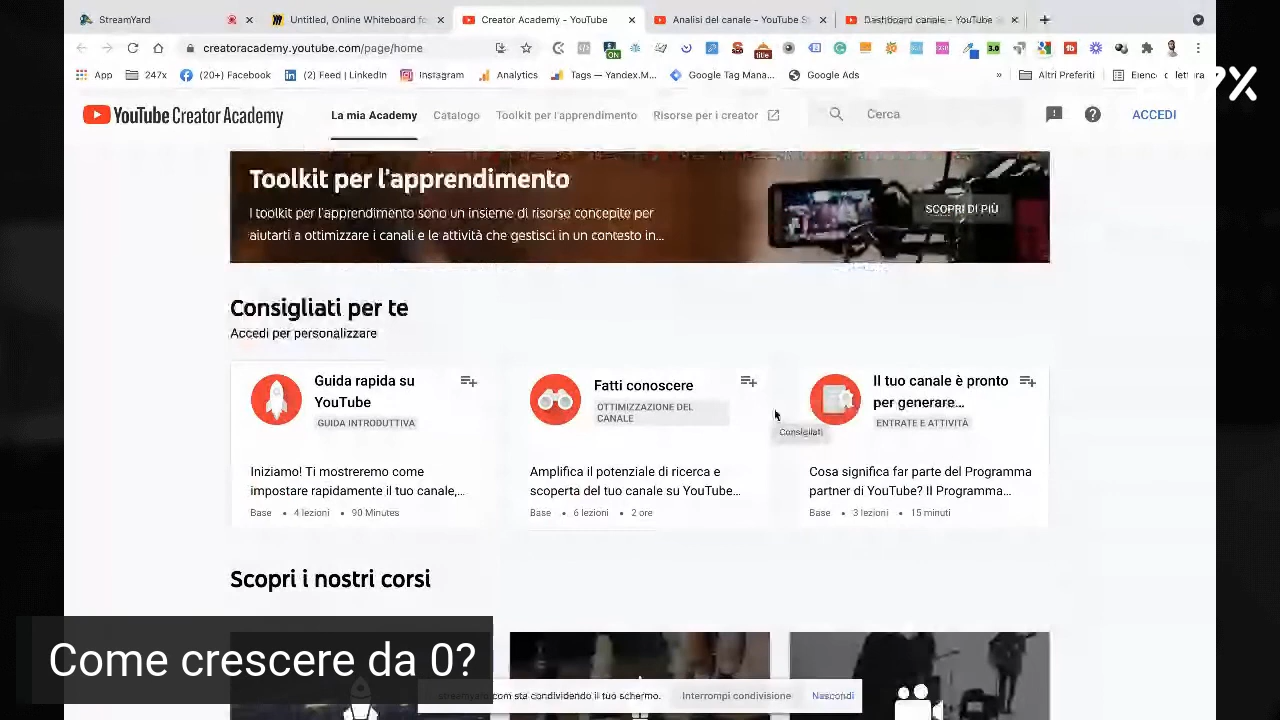 StreamYard
Untitled, Online Whiteboard fo
Creator Academy - YouTube
Analisi del canale - YouTube S
Dashboard canale - YouTube
creatoracademy.youtube.com/page/home
ON
title
3.0
App
247x
(20+) Facebook
(2) Feed | LinkedIn
Instagram
Analytics
Tags — Yandex.M...
Google Tag Mana...
Google Ads
»
Altri Preferiti
YouTube Creator Academy
La mia Academy
Catalogo
Toolkit per l'apprendimento
Risorse per i creator
Cerca
ACCEDI
Toolkit per l'apprendimento
I toolkit per l'apprendimento sono un insieme di risorse concepite per
aiutarti a ottimizzare i canali e le attività che gestisci in un contesto in...
SCOPRI DI PIÙ
Consigliati per te
Accedi per personalizzare
Guida rapida su
YouTube
GUIDA INTRODUTTIVA
Iniziamo! Ti mostreremo come
impostare rapidamente il tuo canale,...
Base • 4 lezioni • 90 Minutes
Fatti conoscere
OTTIMIZZAZIONE DEL
CANALE
Amplifica il potenziale di ricerca e
scoperta del tuo canale su YouTube...
Base • 6 lezioni • 2 ore
Consigliati
Il tuo canale è pronto
per generare...
ENTRATE E ATTIVITÀ
Cosa significa far parte del Programma
partner di YouTube? Il Programma...
Base • 3 lezioni • 15 minuti
Scopri i nostri corsi
Come crescere da 0?
streamyard.com sta condividendo il tuo schermo.
Interrompi condivisione
Nascondi